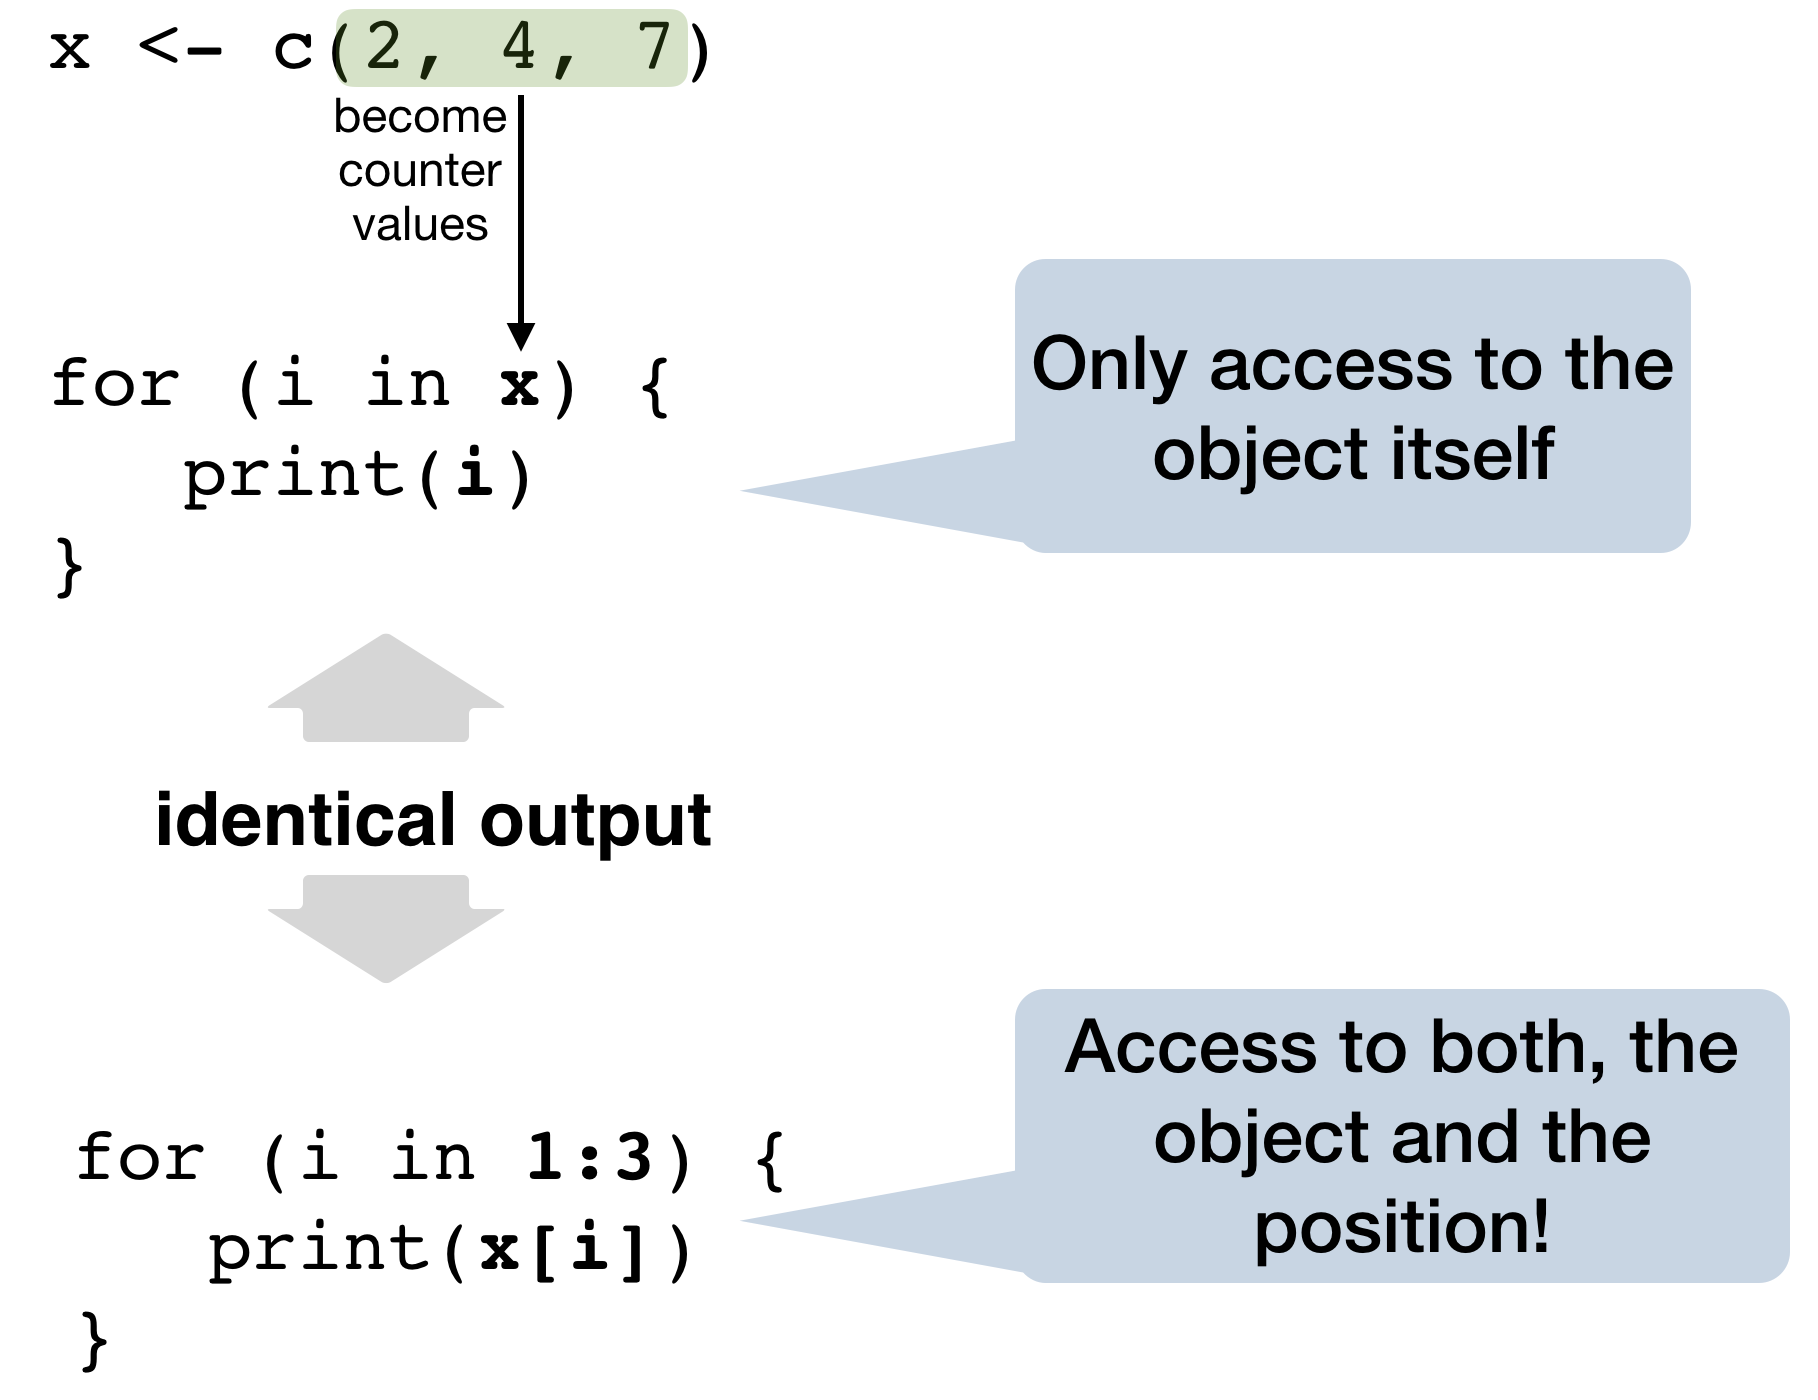 x <- c(2, 4, 7)
become
counter
values
for (i in x) {
print(i)
}
Only access to the
object itself
identical output
for (i in 1:3) {
print(x[i])
}
Access to both, the
object and the
position!